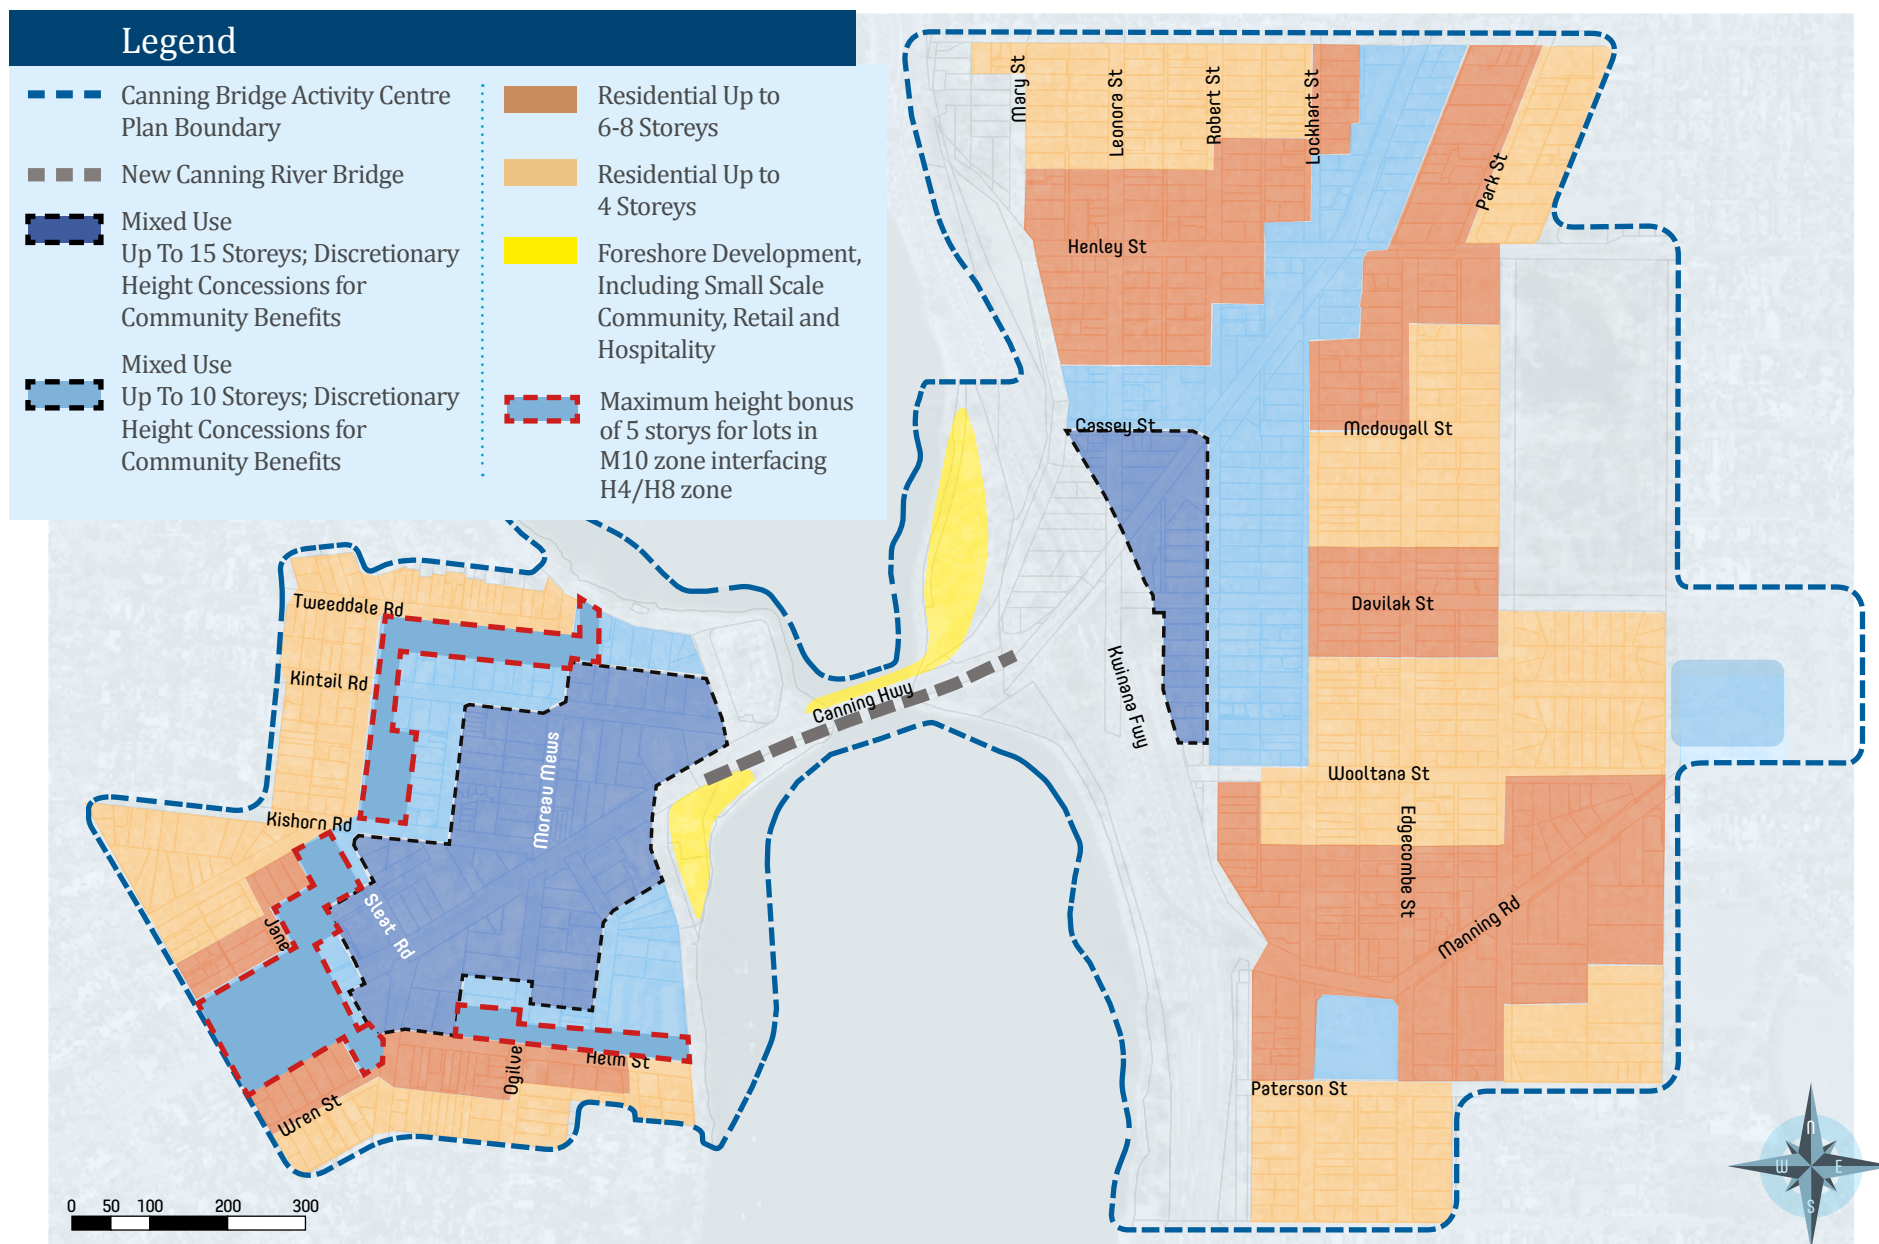 Legend
Canning Bridge Activity Centre
Plan Boundary
New Canning River Bridge
Mixed Use
Up To 15 Storeys; Discretionary
Height Concessions for
Community Benefits
Mixed Use
Up To 10 Storeys; Discretionary
Height Concessions for
Community Benefits
Residential Up to
6-8 Storeys
Residential Up to
4 Storeys
Foreshore Development,
Including Small Scale
Community, Retail and
Hospitality
Maximum height bonus
of 5 storys for lots in
M10 zone interfacing
H4/H8 zone
Mary St
Leonora St
Robert St
Lockhart St
Park St
Henley St
Cassey St
Mcdougall St
Davilak St
Kwinana Fwy
Canning Hwy
Wooltana St
Edgecombe St
Manning Rd
Paterson St
Tweeddale Rd
Kintail Rd
Moreau Mews
Kishorn Rd
Sleat Rd
Jane
Ogilve
Helm St
Wren St
0 50 100 200 300
N
W E
S